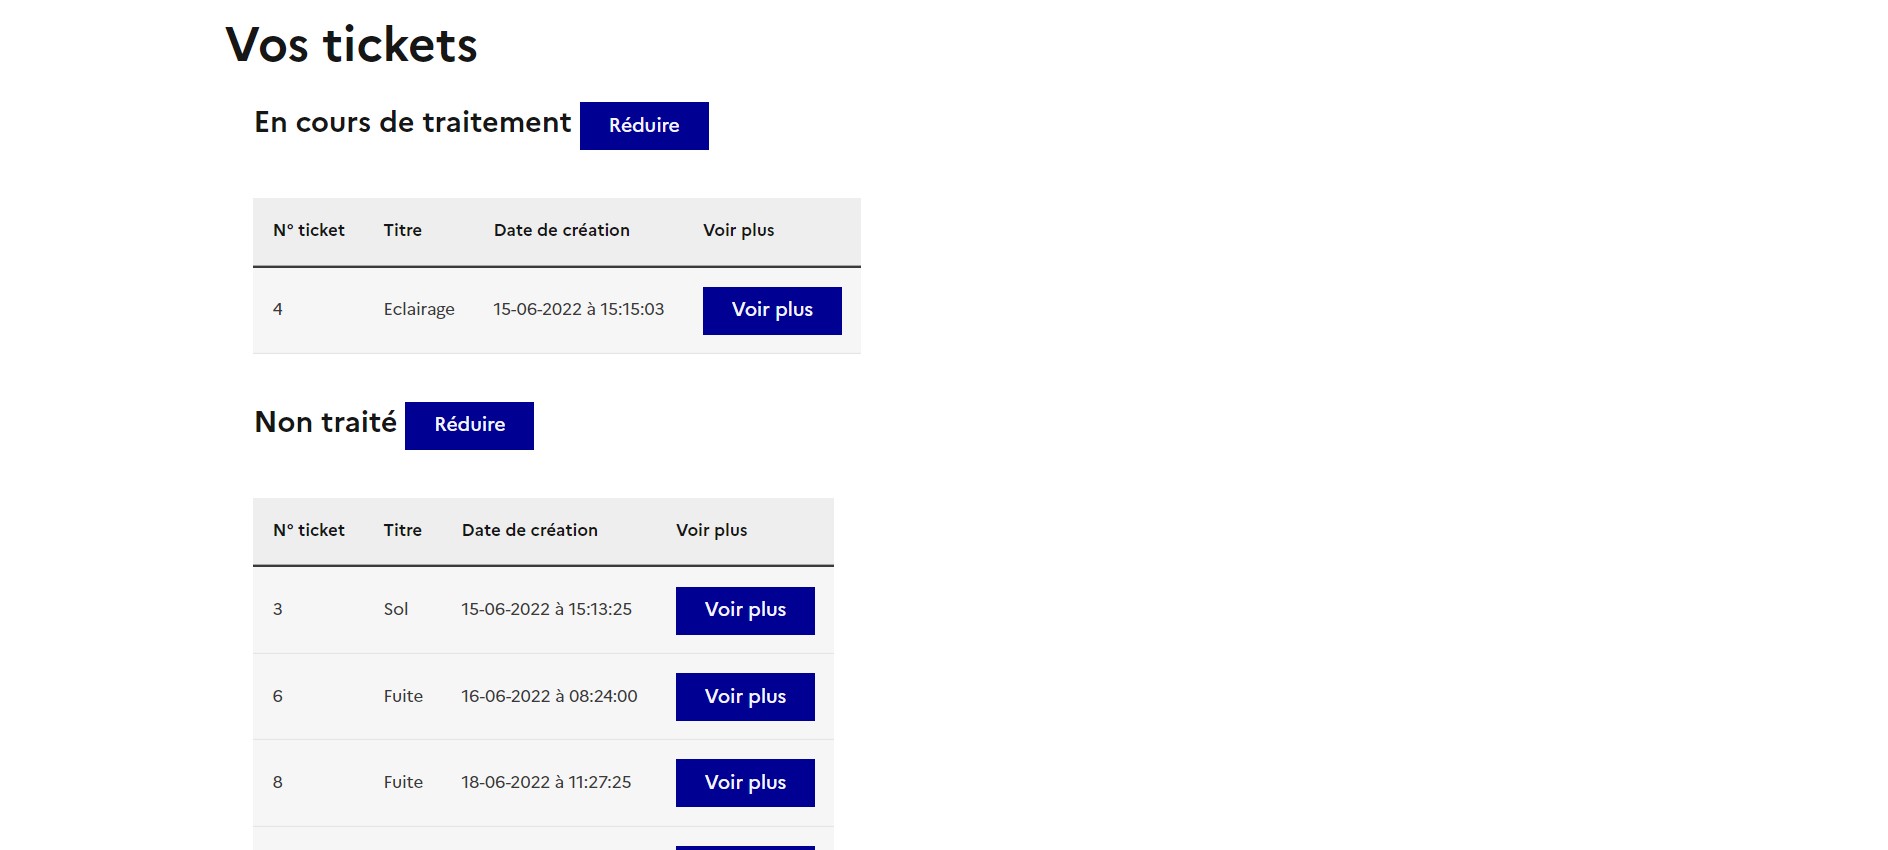 Vos tickets
En cours de traitement Réduire
N° ticket Titre Date de création Voir plus
4 Eclairage 15-06-2022 à 15:15:03 Voir plus
Non traité Réduire
N° ticket Titre Date de création Voir plus
3 Sol 15-06-2022 à 15:13:25 Voir plus
6 Fuite 16-06-2022 à 08:24:00 Voir plus
8 Fuite 18-06-2022 à 11:27:25 Voir plus